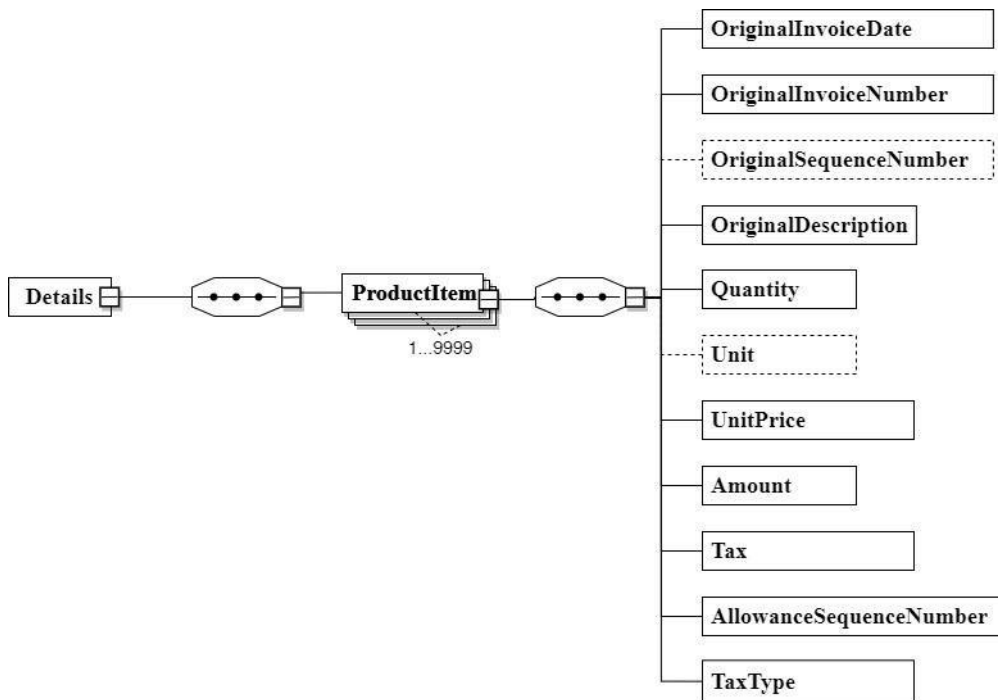 Details
ProductItem
1...9999
OriginalInvoiceDate
OriginalInvoiceNumber
OriginalSequenceNumber
OriginalDescription
Quantity
Unit
UnitPrice
Amount
Tax
AllowanceSequenceNumber
TaxType